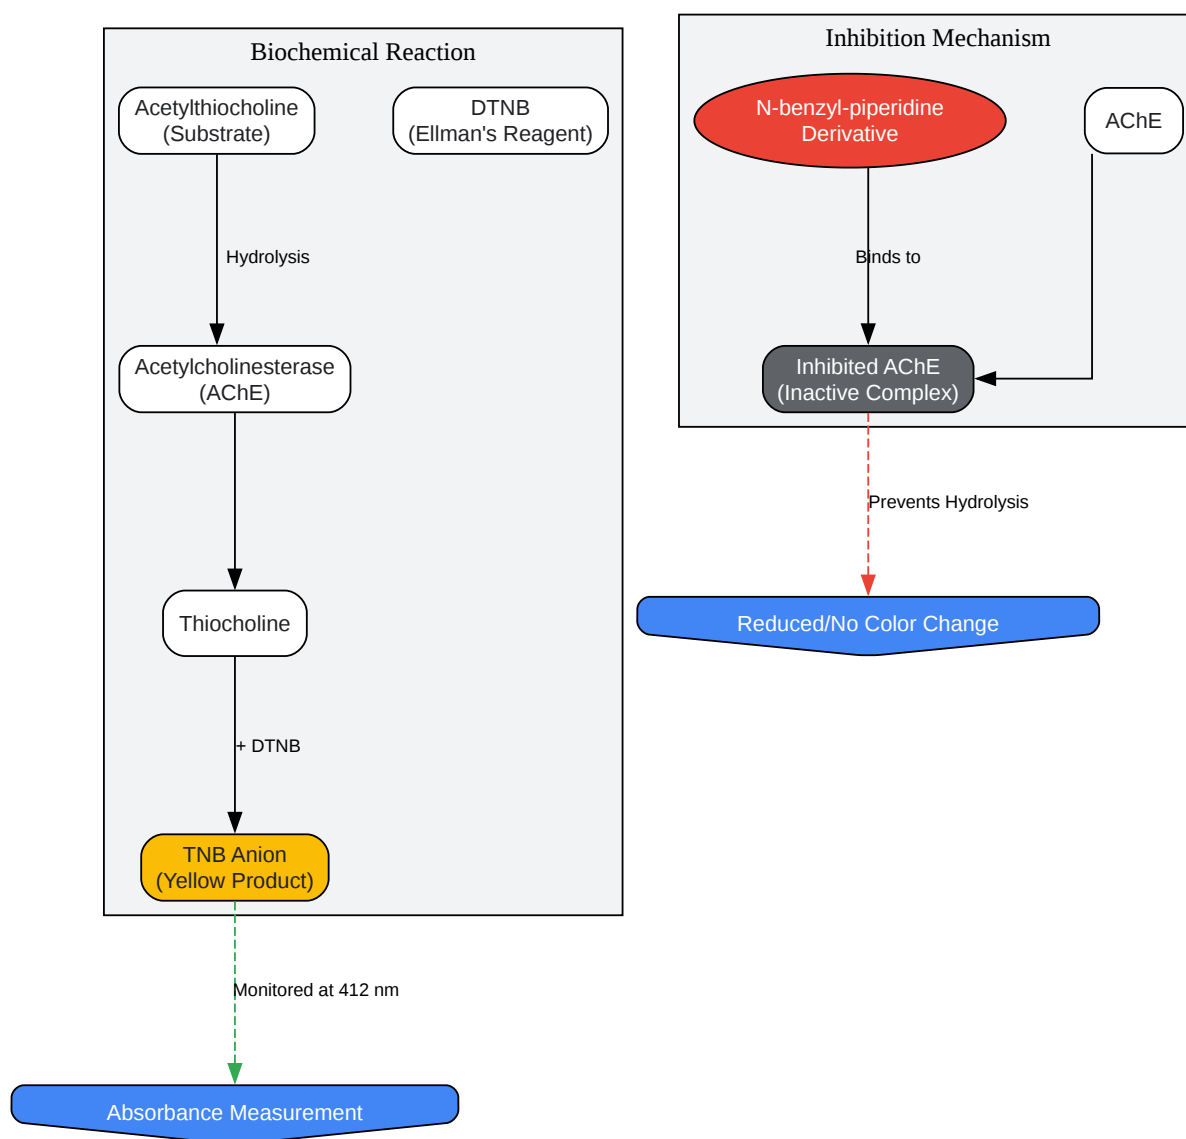 Biochemical Reaction
Acetylthiocholine
(Substrate)
DTNB
(Ellman's Reagent)
Hydrolysis
Acetylcholinesterase
(AChE)
Thiocholine
+ DTNB
TNB Anion
(Yellow Product)
Monitored at 412 nm
Absorbance Measurement
Inhibition Mechanism
N-benzyl-piperidine
Derivative
AChE
Binds to
Inhibited AChE
(Inactive Complex)
Prevents Hydrolysis
Reduced/No Color Change